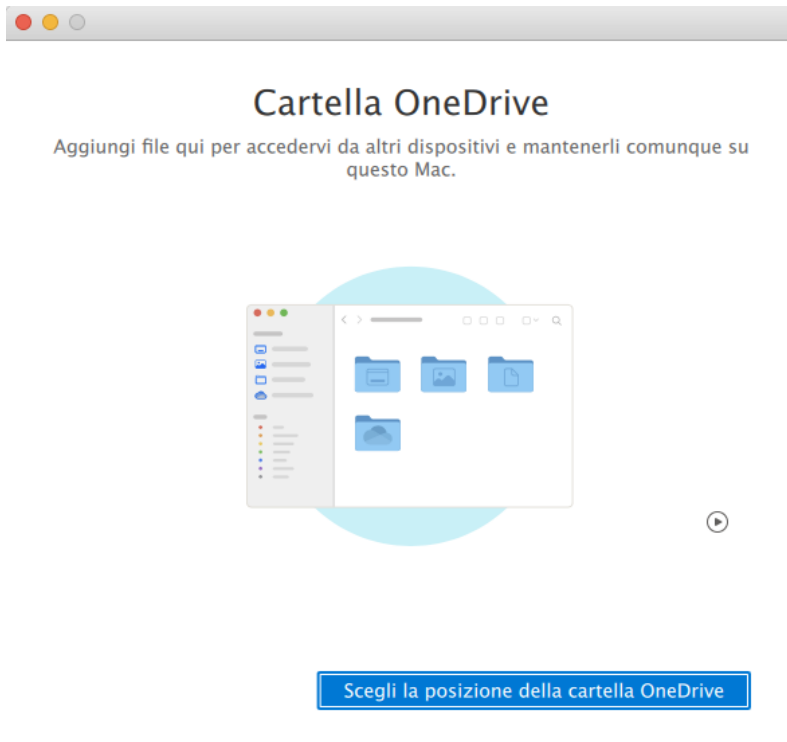 Cartella OneDrive
Aggiungi file qui per accedervi da altri dispositivi e mantenerli comunque su
questo Mac.
Scegli la posizione della cartella OneDrive